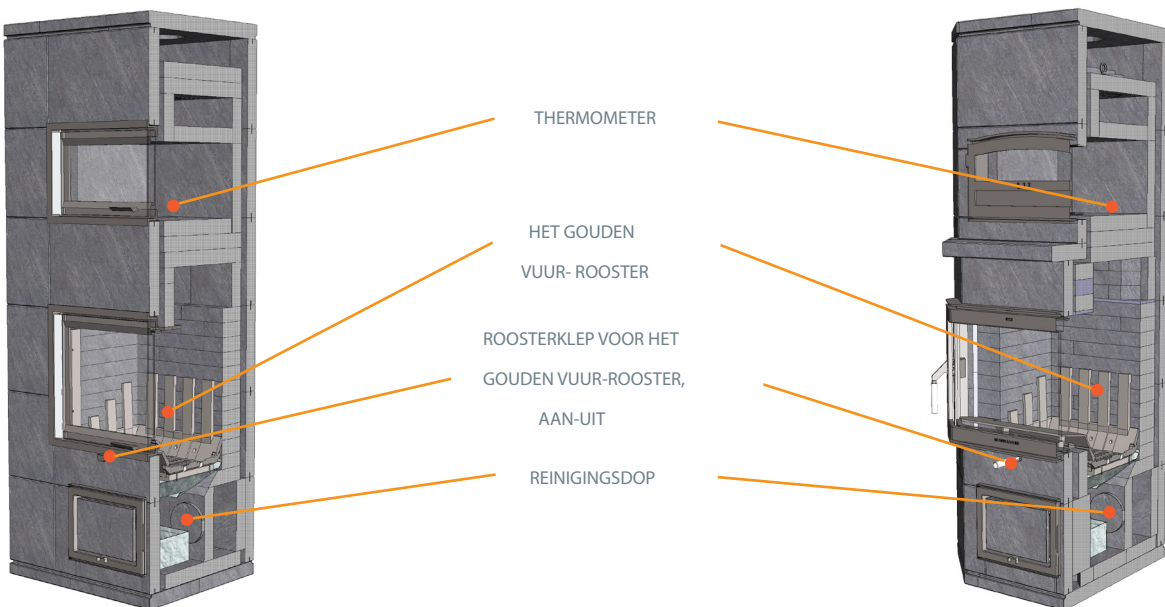 THERMOMETER
HET GOUDEN
VUUR- ROOSTER
ROOSTERKLEP VOOR HET
GOUDEN VUUR-ROOSTER,
AAN-UIT
REINIGINGSDOP